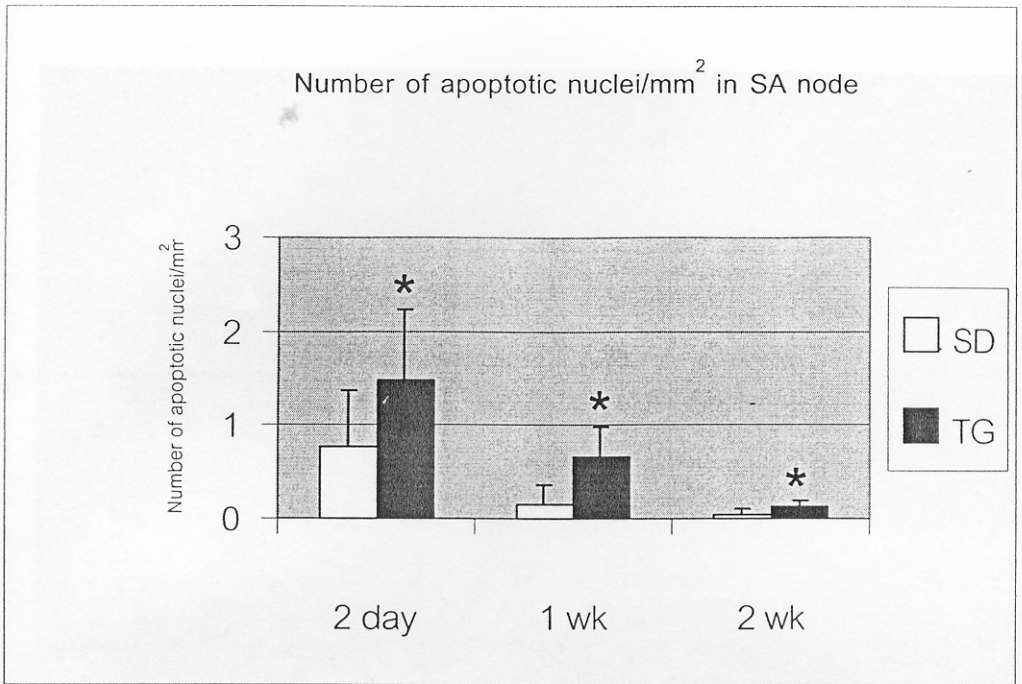 Number of apoptotic nuclei/mm² in SA node
Number of apoptotic nuclei/mm²
3
2
1
0
*
*
*
2 day
1 wk
2 wk
SD
TG